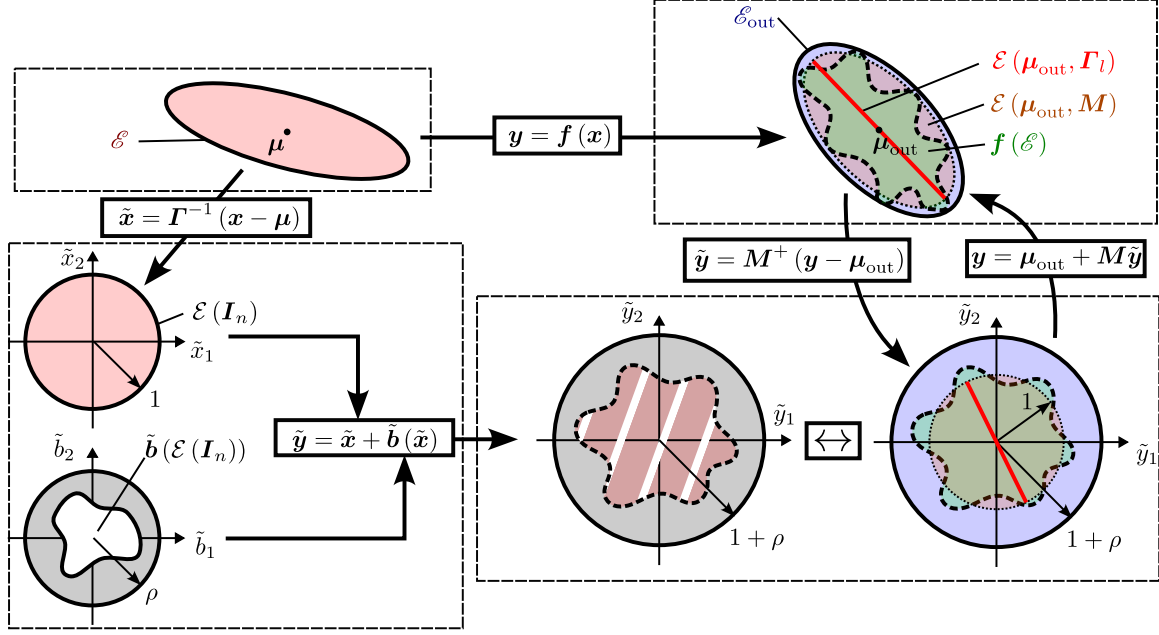 ℰ
μ
y = f (x)
ℰout
ℰ (μout, Γl)
ℰ (μout, M)
f (ℰ)
μout
x̃ = Γ⁻¹ (x − μ)
ỹ = M⁺ (y − μout)
y = μout + Mỹ
x̃2
ℰ (In)
x̃1
1
b̃2
b̃ (ℰ (In))
b̃1
ρ
ỹ = x̃ + b̃ (x̃)
ỹ2
ỹ1
1 + ρ
↔
ỹ2
1
ỹ1
1 + ρ